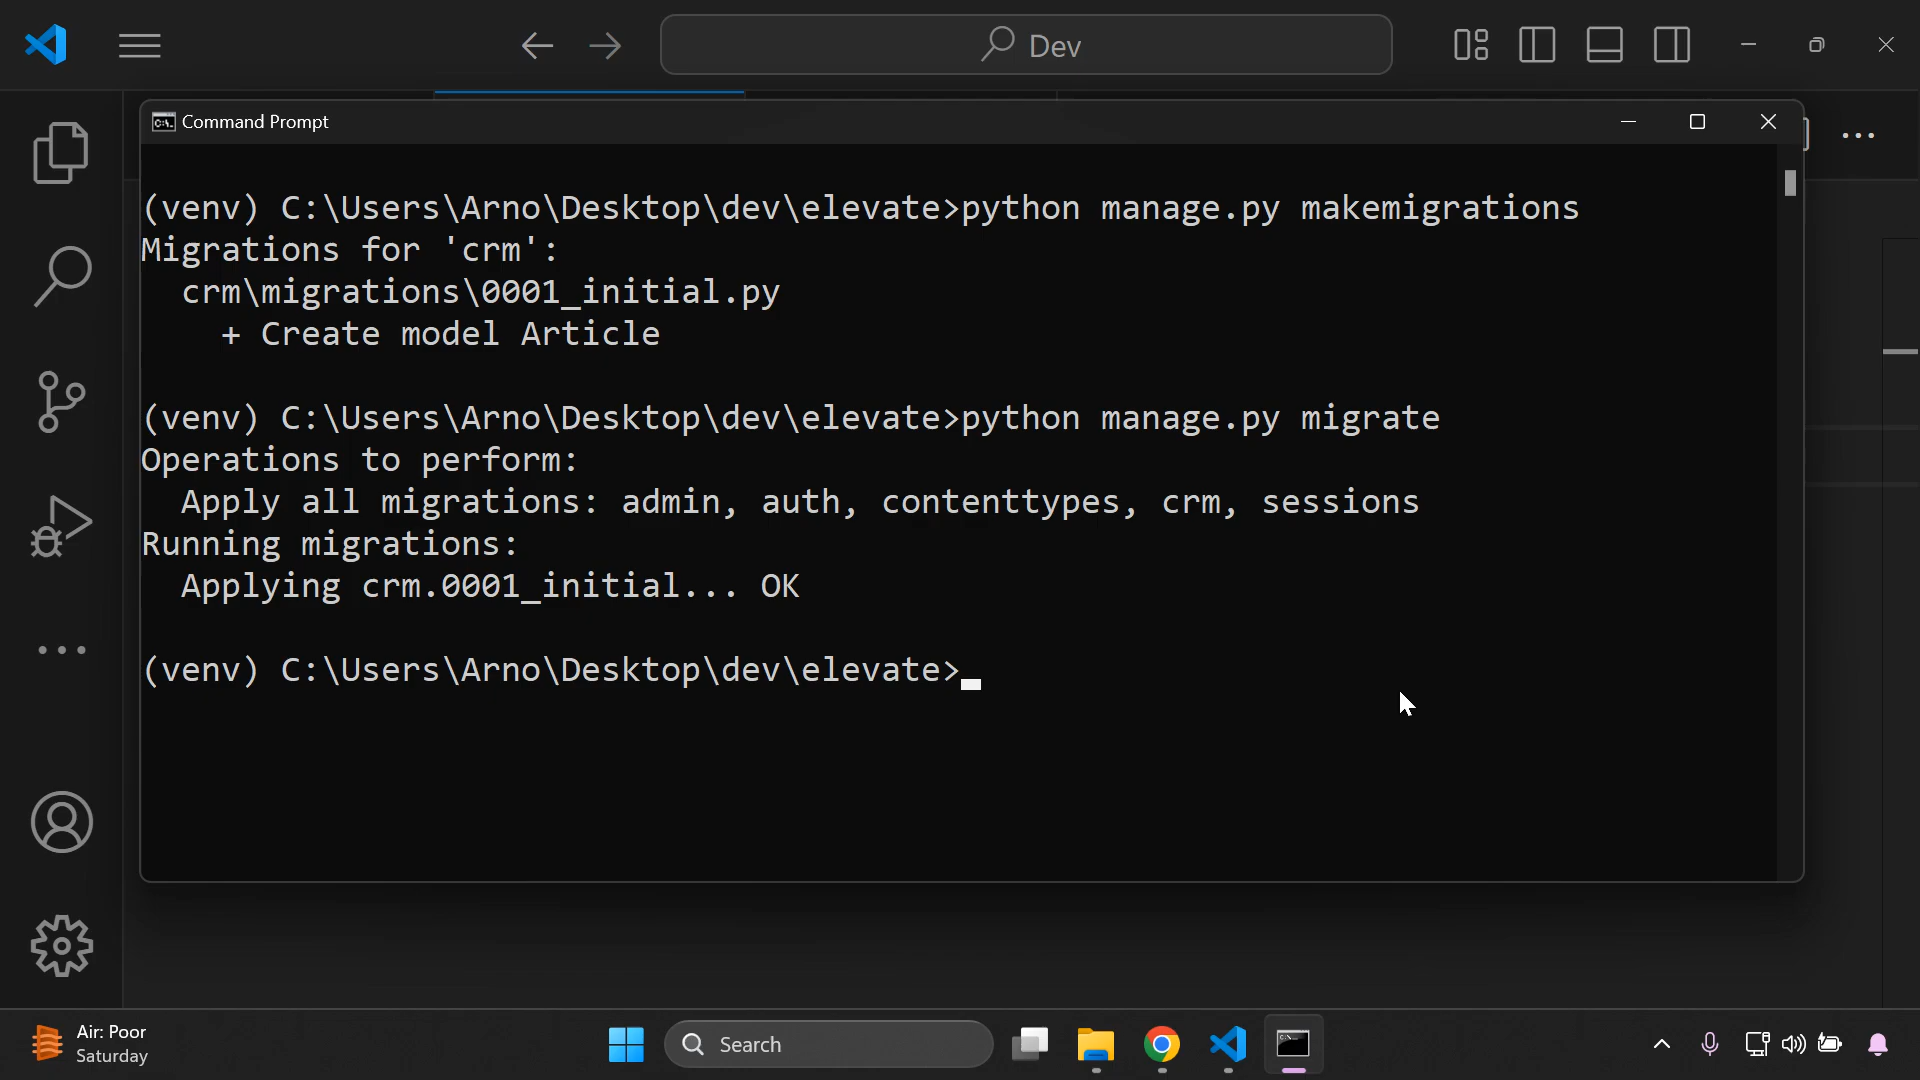 Dev
Command Prompt
(venv) C:\Users\Arno\Desktop\dev\elevate>python manage.py makemigrations
Migrations for 'crm':
crm\migrations\0001_initial.py
+ Create model Article
(venv) C:\Users\Arno\Desktop\dev\elevate>python manage.py migrate
Operations to perform:
Apply all migrations: admin, auth, contenttypes, crm, sessions
Running migrations:
Applying crm.0001_initial... OK
(venv) C:\Users\Arno\Desktop\dev\elevate>
Air: Poor
Saturday
Search